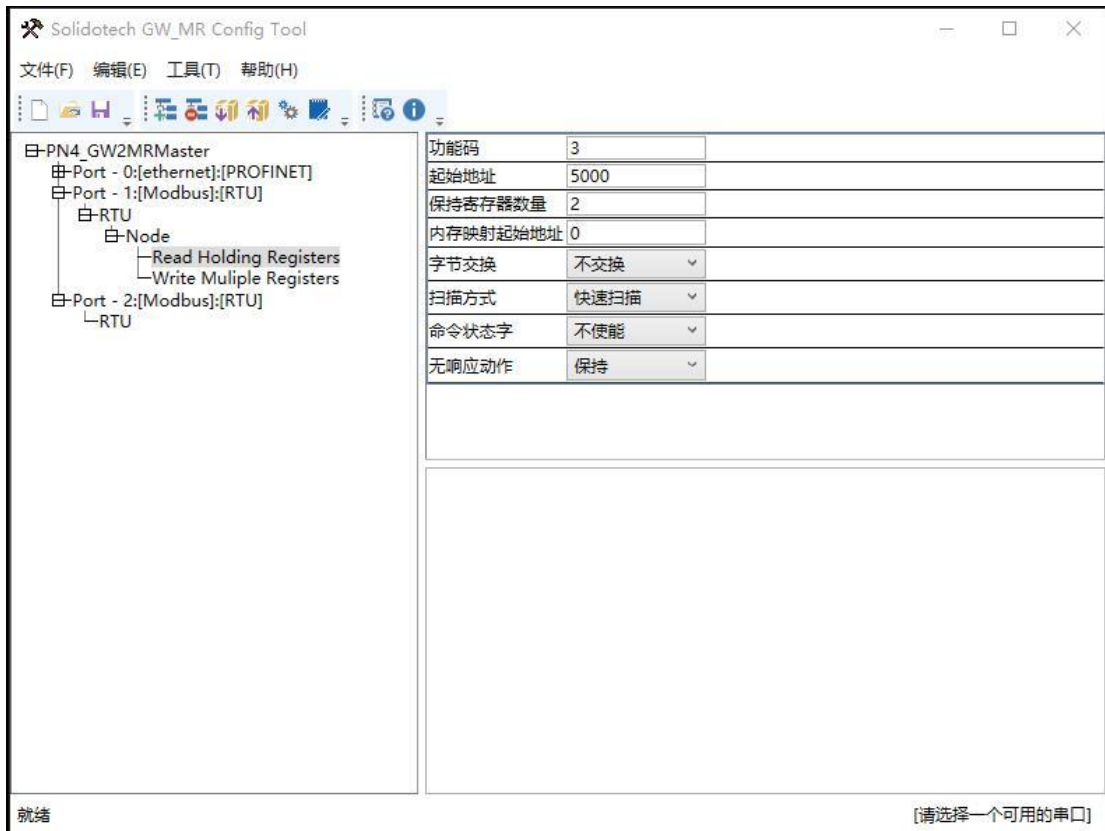 Solidotech GW_MR Config Tool
文件(F) 编辑(E) 工具(T) 帮助(H)
PN4_GW2MRMaster
Port - 0:[ethernet]:[PROFINET]
Port - 1:[Modbus]:[RTU]
RTU
Node
Read Holding Registers
Write Muliple Registers
Port - 2:[Modbus]:[RTU]
RTU
功能码 3
起始地址 5000
保持寄存器数量 2
内存映射起始地址 0
字节交换 不交换
扫描方式 快速扫描
命令状态字 不使能
无响应动作 保持
就绪 [请选择一个可用的串口]